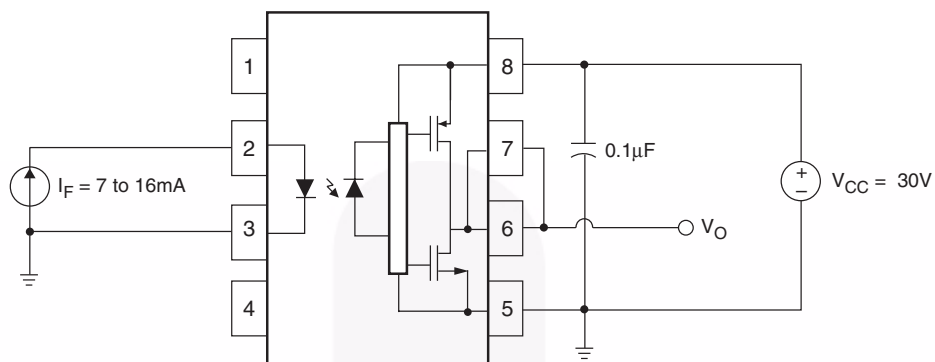 1
8
2
7
0.1μF
I_F = 7 to 16mA
+
–
V_CC = 30V
3
6
V_O
4
5